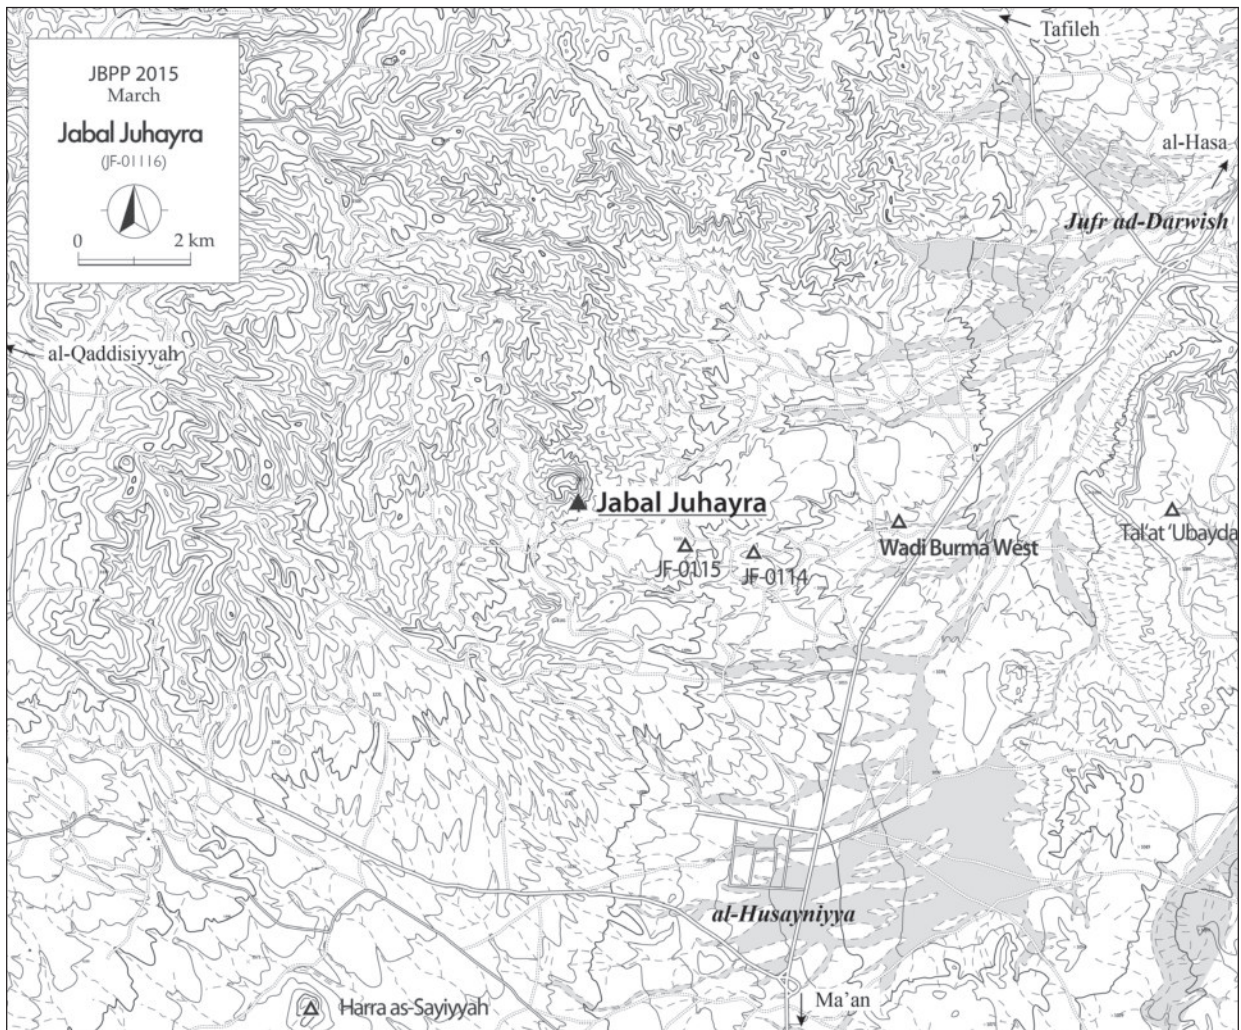 JBPP 2015
March
Jabal Juhayra
(JF-01116)
0 2 km
Tafileh
al-Hasa
Jufr ad-Darwish
al-Qaddisiyyah
Jabal Juhayra
Tal'at 'Ubayda
Wadi Burma West
JF-0115
JF-0114
al-Husayniyya
Ma'an
Harra as-Sayiyyah